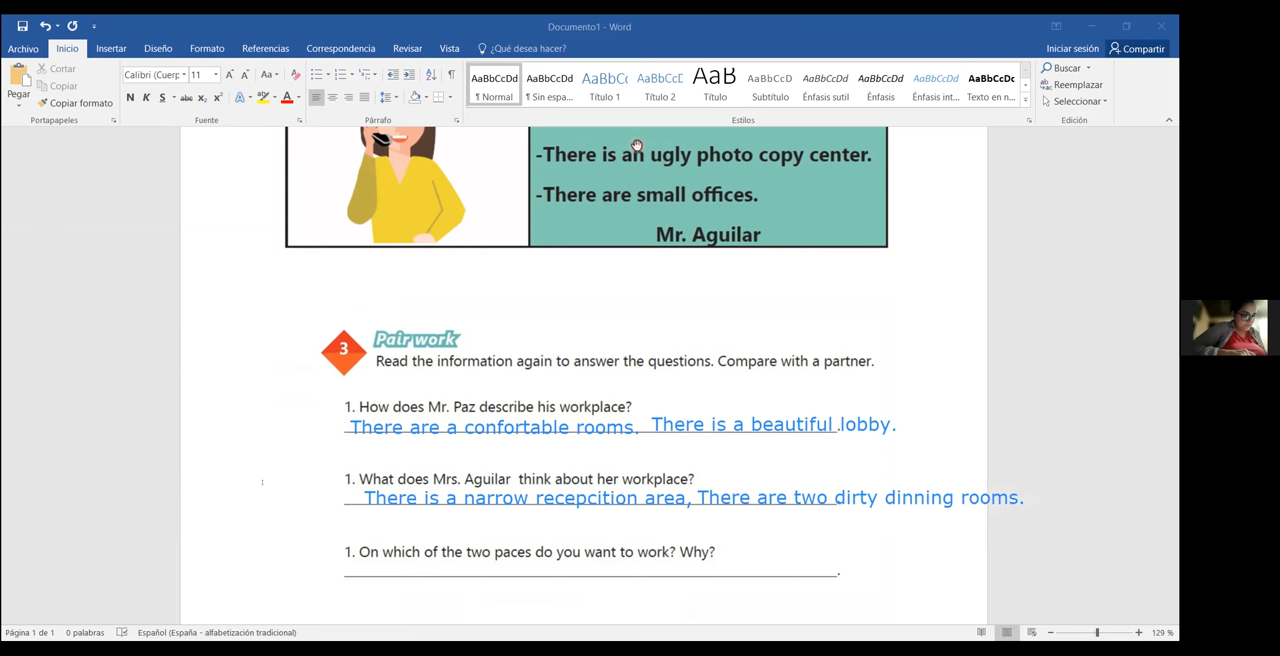 Documento1 - Word
Archivo Inicio Insertar Diseño Formato Referencias Correspondencia Revisar Vista ¿Qué desea hacer? Iniciar sesión Compartir
Pegar
Cortar
Copiar
Copiar formato
Portapapeles
Calibri (Cuerp 11
N K S abc x₂ x²
Fuente
Párrafo
AaBbCcDd AaBbCcDd AaBbCc AaBbCcD AaB AaBbCcD AaBbCcDd AaBbCcDd AaBbCcDd AaBbCcDc
¶ Normal ¶ Sin espa... Título 1 Título 2 Título Subtítulo Énfasis sutil Énfasis Énfasis int... Texto en n...
Estilos
Buscar
Reemplazar
Seleccionar
Edición
-There is an ugly photo copy center.
-There are small offices.
Mr. Aguilar
3
Pair work
Read the information again to answer the questions. Compare with a partner.
1. How does Mr. Paz describe his workplace?
There are a confortable rooms. There is a beautiful lobby.
1. What does Mrs. Aguilar think about her workplace?
There is a narrow recepcition area, There are two dirty dinning rooms.
1. On which of the two paces do you want to work? Why?
Página 1 de 1 0 palabras Español (España - alfabetización tradicional) 129 %